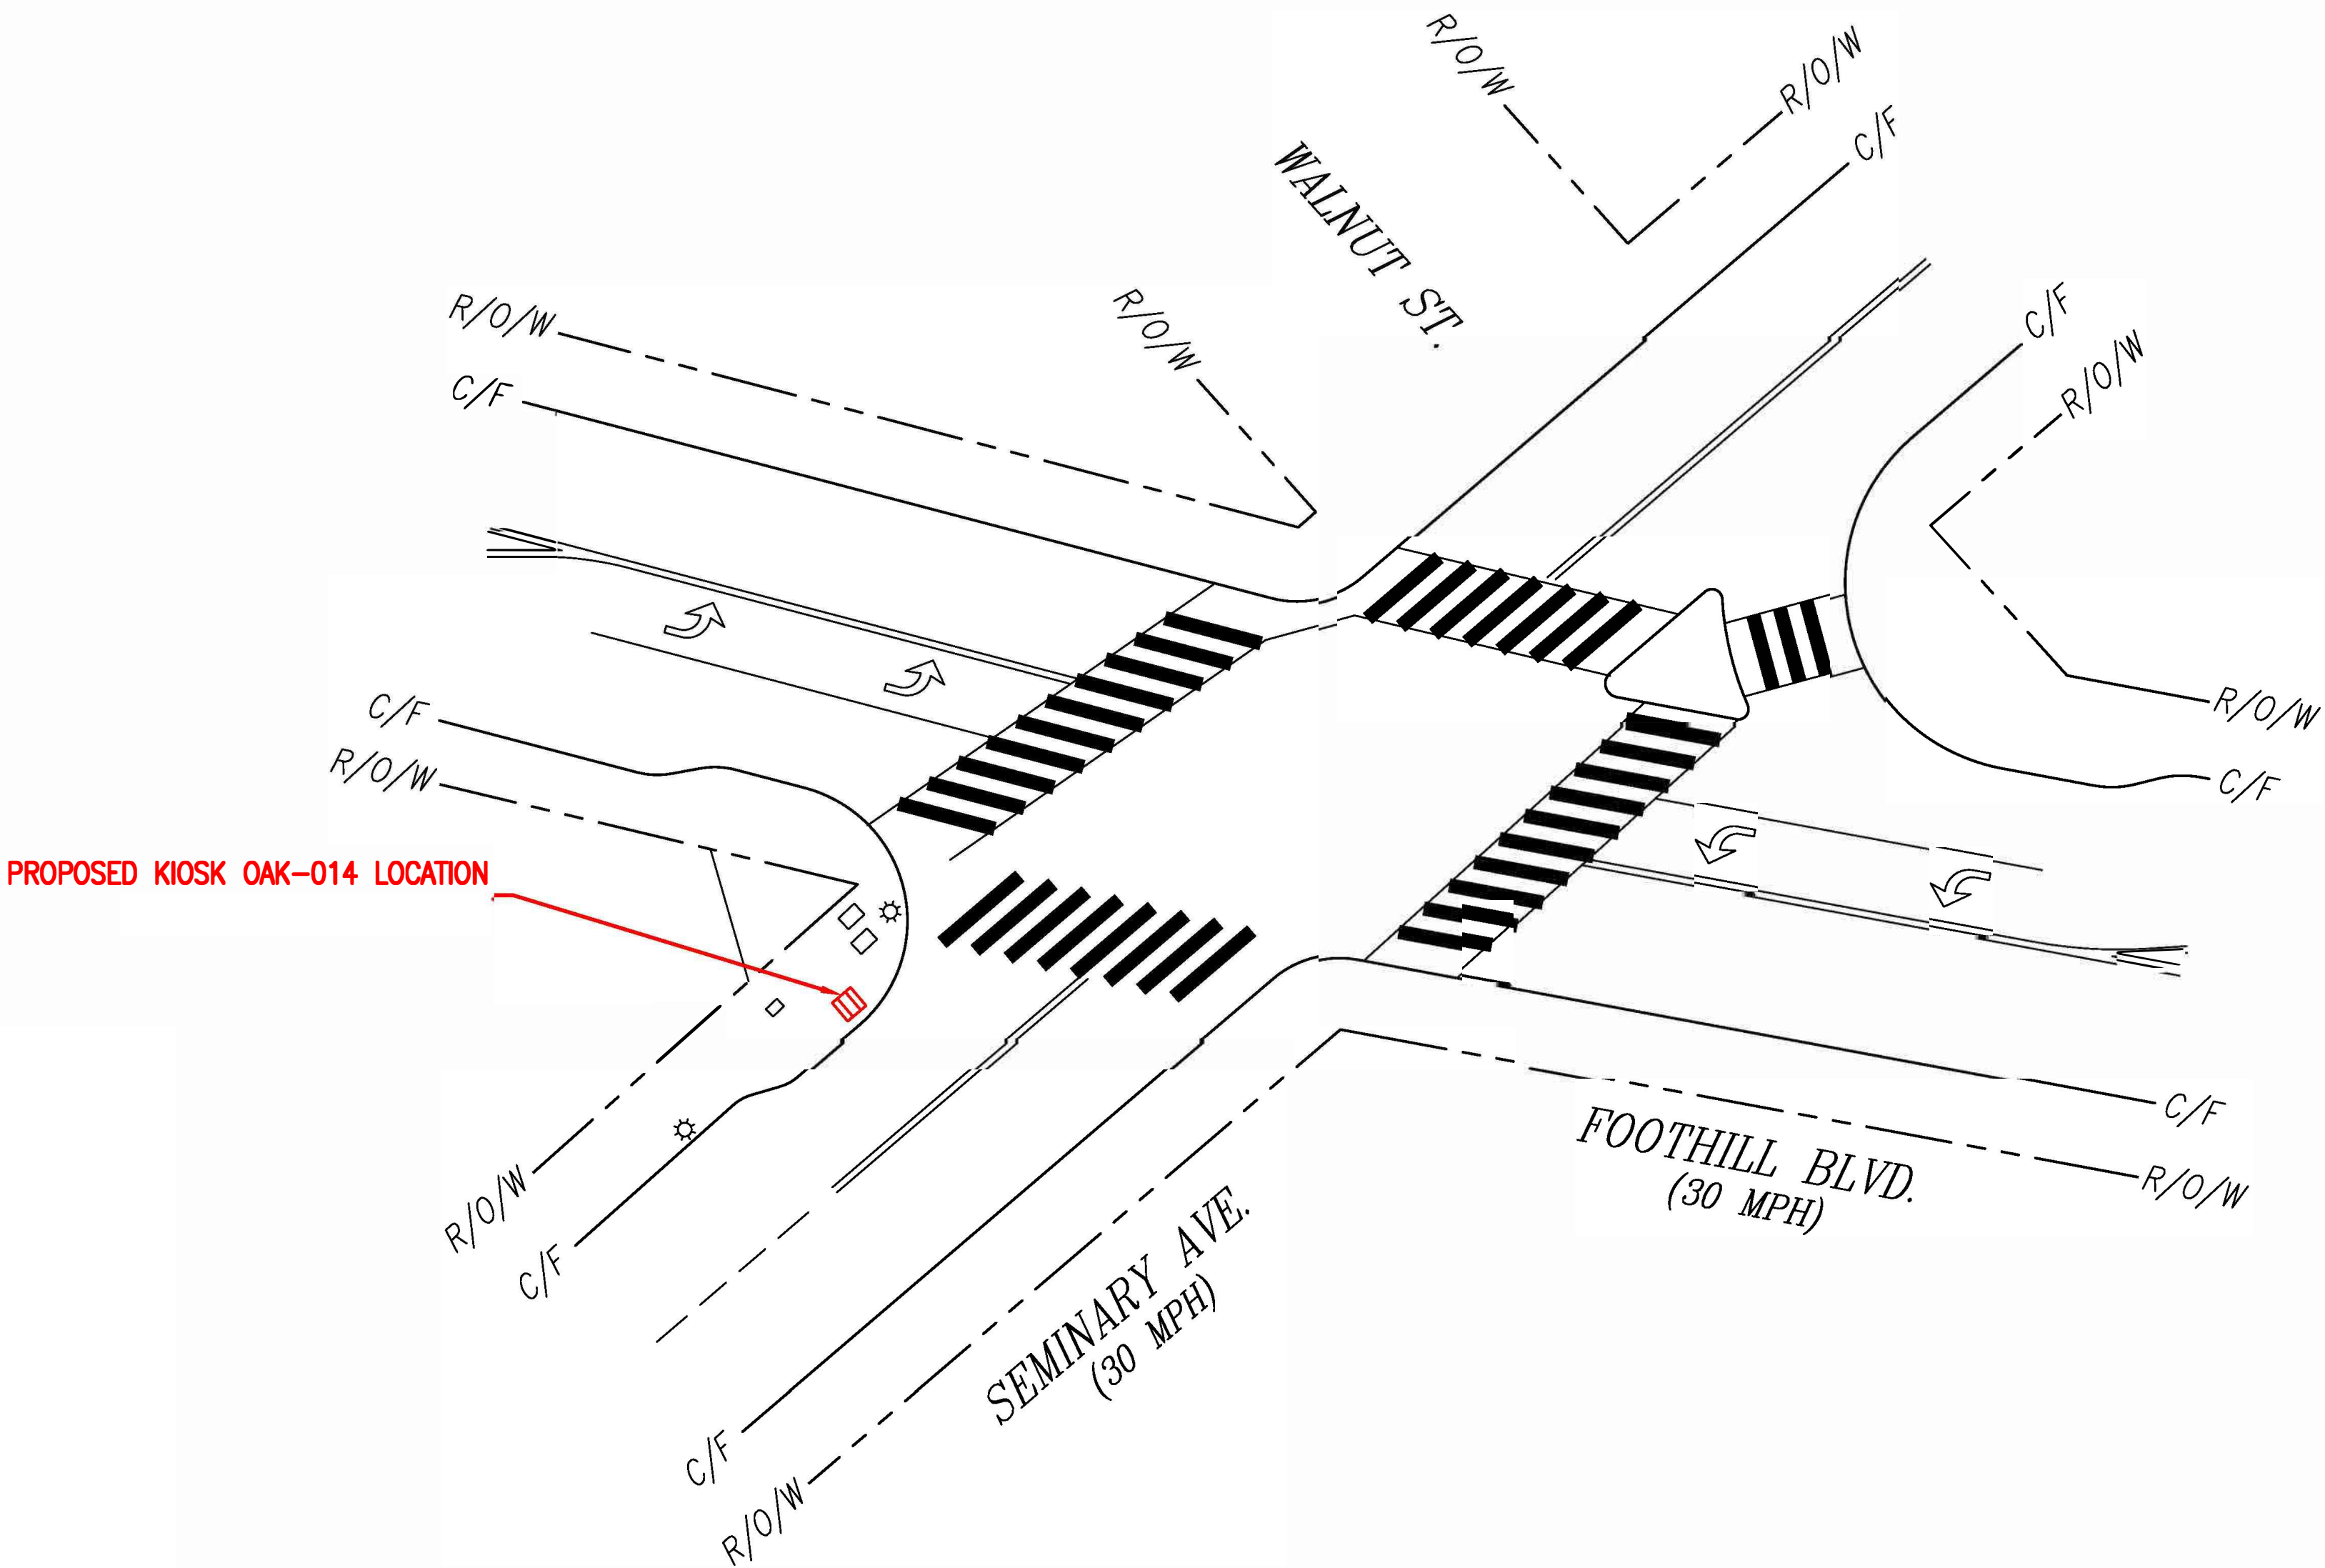 R/O/W
R/O/W
C/F
WALNUT ST.
R/O/W
R/O/W
C/F
C/F
R/O/W
C/F
R/O/W
R/O/W
C/F
PROPOSED KIOSK OAK-014 LOCATION
C/F
R/O/W
FOOTHILL BLVD.
(30 MPH)
R/O/W
C/F
SEMINARY AVE.
(30 MPH)
C/F
R/O/W